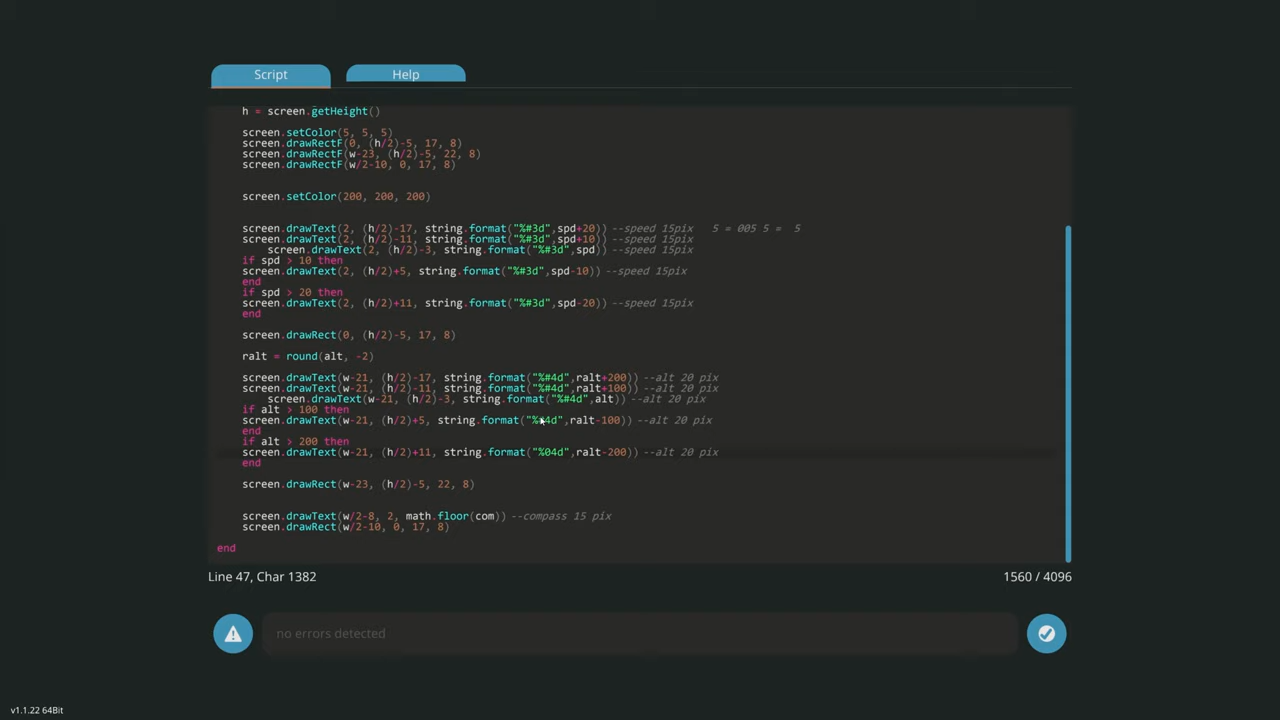 Script
Help
h = screen.getHeight()
screen.setColor(5, 5, 5)
screen.drawRectF(0, (h/2)-5, 17, 8)
screen.drawRectF(w-23, (h/2)-5, 22, 8)
screen.drawRectF(w/2-10, 0, 17, 8)
screen.setColor(200, 200, 200)
screen.drawText(2, (h/2)-17, string.format("%#3d",spd+20)) --speed 15pix   5 = 005 5 =  5
screen.drawText(2, (h/2)-11, string.format("%#3d",spd+10)) --speed 15pix
screen.drawText(2, (h/2)-3, string.format("%#3d",spd)) --speed 15pix
if spd > 10 then
screen.drawText(2, (h/2)+5, string.format("%#3d",spd-10)) --speed 15pix
end
if spd > 20 then
screen.drawText(2, (h/2)+11, string.format("%#3d",spd-20)) --speed 15pix
end
screen.drawRect(0, (h/2)-5, 17, 8)
ralt = round(alt, -2)
screen.drawText(w-21, (h/2)-17, string.format("%#4d",ralt+200)) --alt 20 pix
screen.drawText(w-21, (h/2)-11, string.format("%#4d",ralt+100)) --alt 20 pix
screen.drawText(w-21, (h/2)-3, string.format("%#4d",alt)) --alt 20 pix
if alt > 100 then
screen.drawText(w-21, (h/2)+5, string.format("%#4d",ralt-100)) --alt 20 pix
end
if alt > 200 then
screen.drawText(w-21, (h/2)+11, string.format("%04d",ralt-200)) --alt 20 pix
end
screen.drawRect(w-23, (h/2)-5, 22, 8)
screen.drawText(w/2-8, 2, math.floor(com)) --compass 15 pix
screen.drawRect(w/2-10, 0, 17, 8)
end
Line 47, Char 1382
1560 / 4096
no errors detected
v1.1.22 64Bit